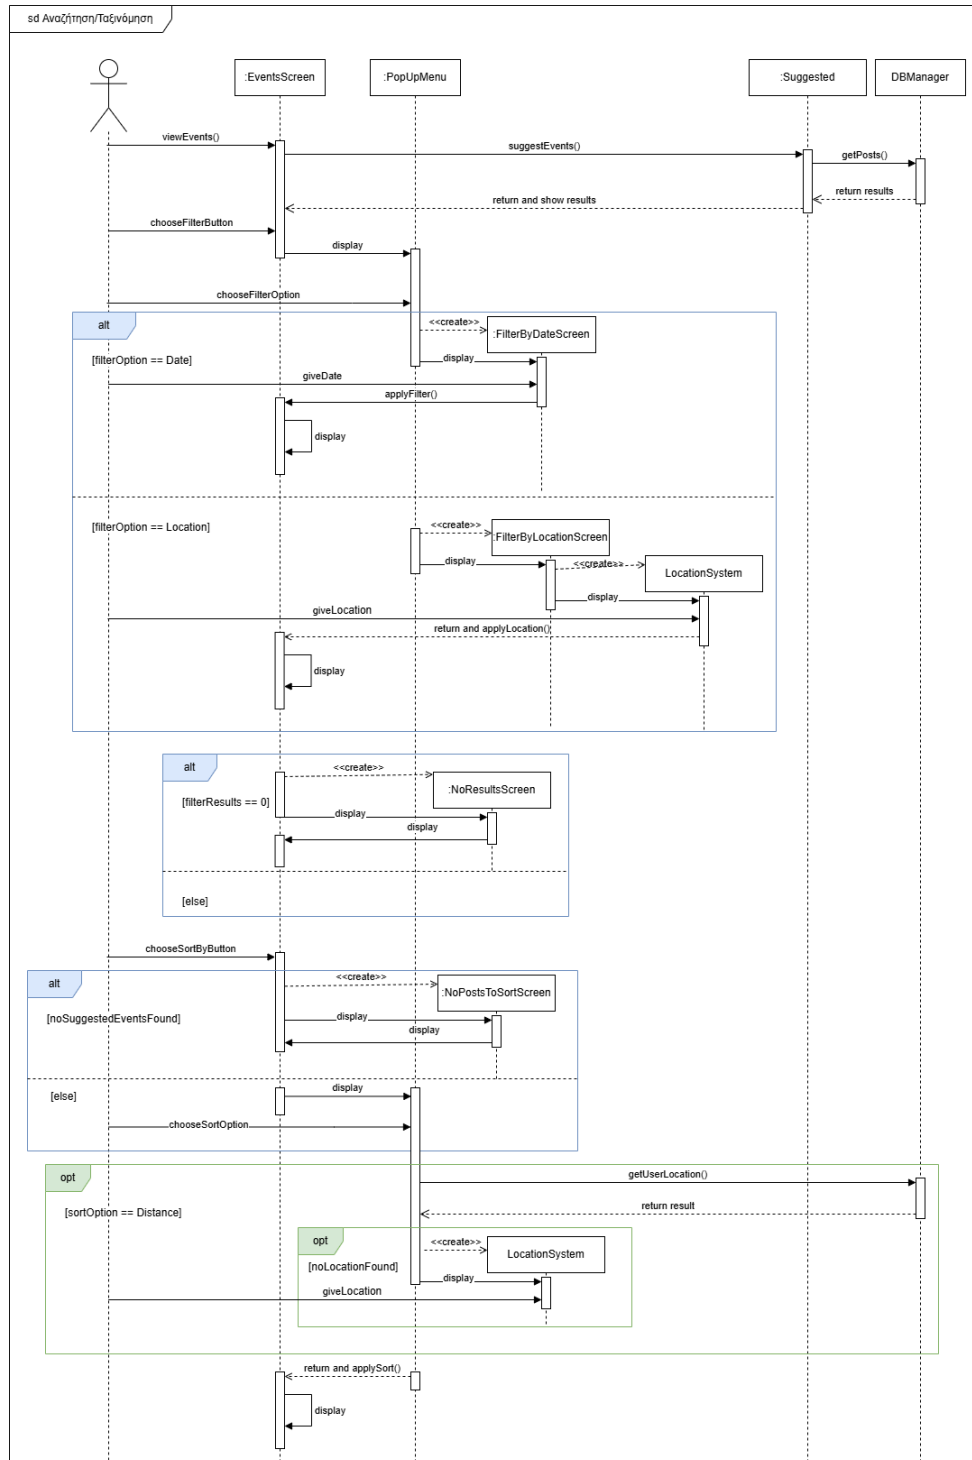 sd Αναζήτηση/Ταξινόμηση
:EventsScreen
:PopUpMenu
:Suggested
DBManager
viewEvents()
suggestEvents()
getPosts()
return results
return and show results
chooseFilterButton
display
chooseFilterOption
alt
<<create>>
:FilterByDateScreen
[filterOption == Date]
display
giveDate
applyFilter()
display
[filterOption == Location]
<<create>>
:FilterByLocationScreen
display
<<create>>
LocationSystem
display
giveLocation
return and applyLocation()
display
alt
<<create>>
:NoResultsScreen
[filterResults == 0]
display
display
[else]
chooseSortByButton
alt
<<create>>
:NoPostsToSortScreen
[noSuggestedEventsFound]
display
display
[else]
display
chooseSortOption
opt
getUserLocation()
[sortOption == Distance]
return result
opt
<<create>>
LocationSystem
[noLocationFound]
display
giveLocation
return and applySort()
display